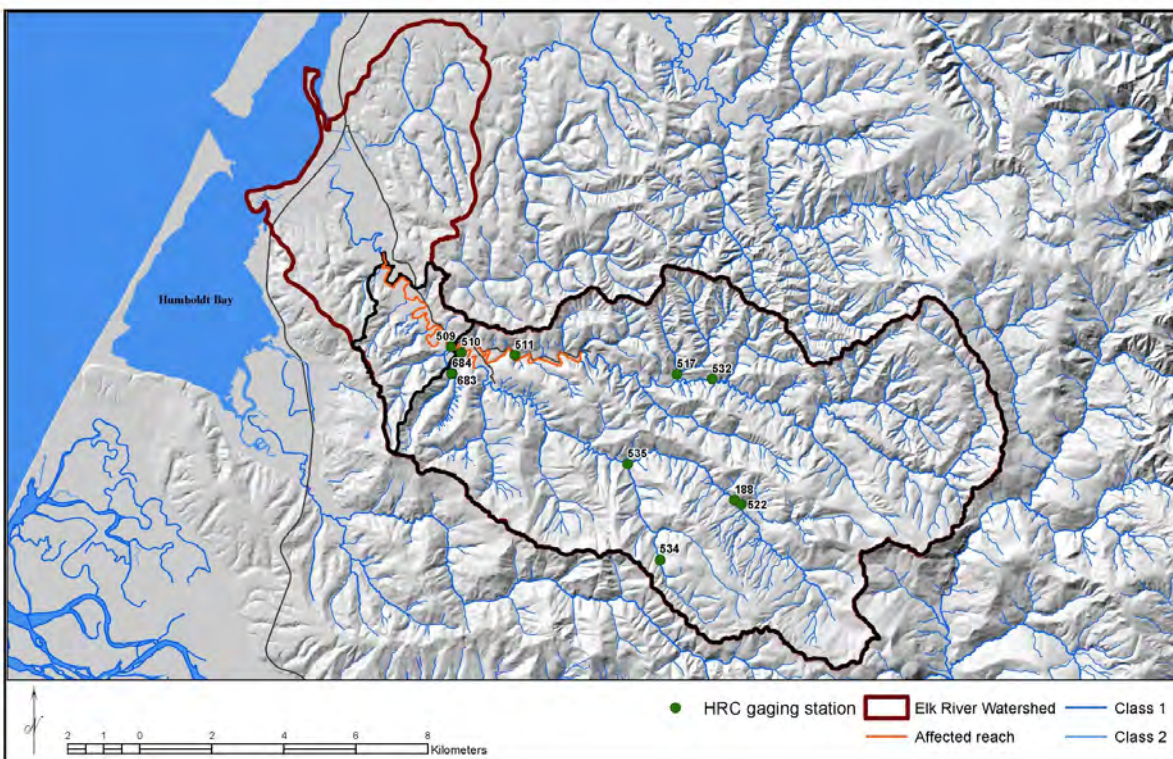 Humboldt Bay
509
510
511
684
683
517
532
535
188
522
534
N
2 1 0 2 4 6 8
Kilometers
HRC gaging station
Elk River Watershed
Class 1
Affected reach
Class 2